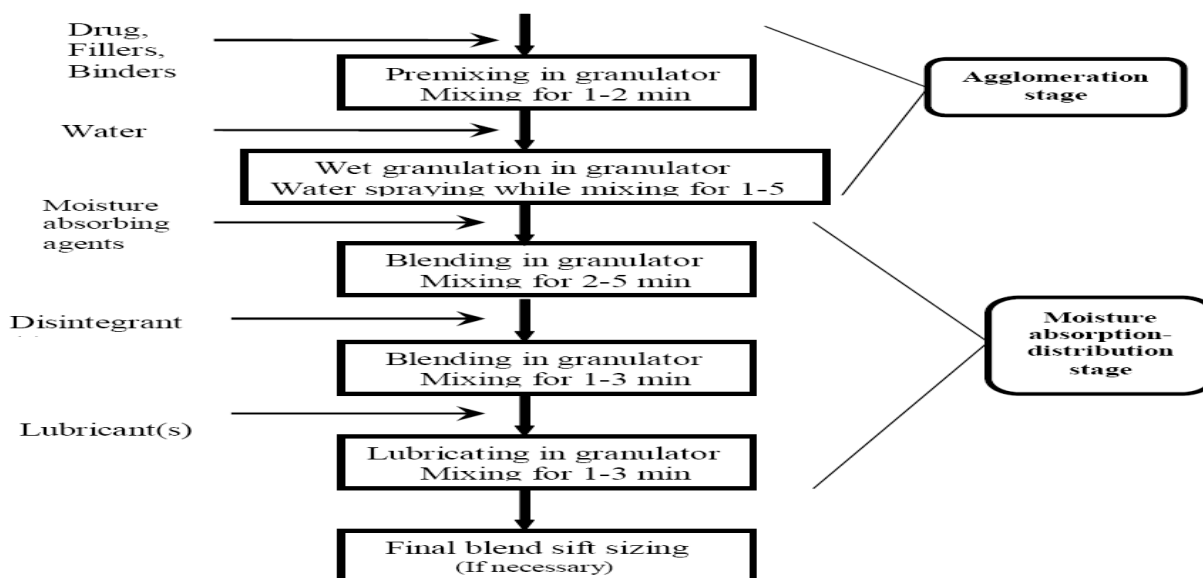 Drug,
Fillers,
Binders
Premixing in granulator
Mixing for 1-2 min
Agglomeration
stage
Water
Wet granulation in granulator
Water spraying while mixing for 1-5
Moisture
absorbing
agents
Blending in granulator
Mixing for 2-5 min
Disintegrant
Blending in granulator
Mixing for 1-3 min
Moisture
absorption-
distribution
stage
Lubricant(s)
Lubricating in granulator
Mixing for 1-3 min
Final blend sift sizing
(If necessary)